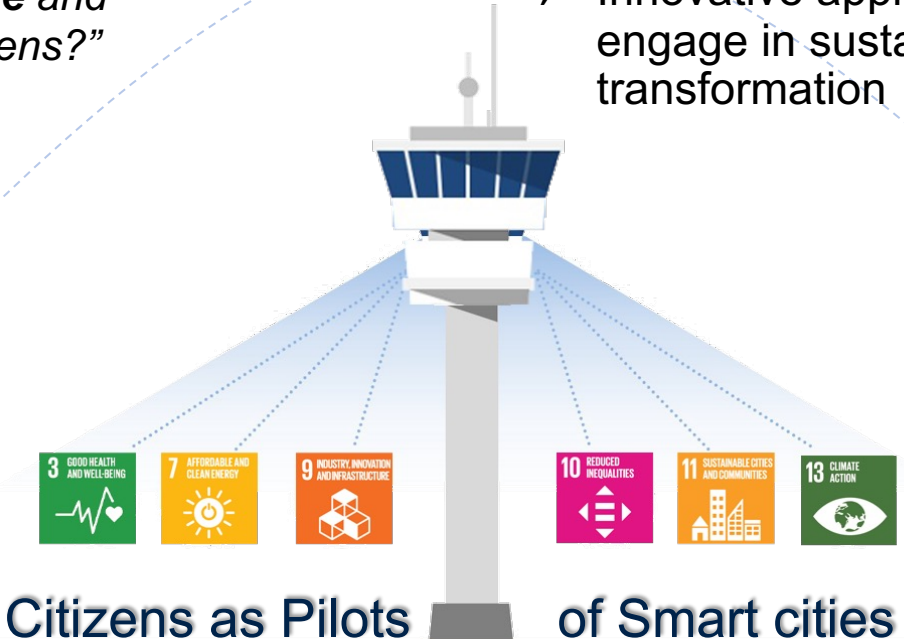 and
ens?”
engage in susta
transformation
3 GOOD HEALTH
AND WELL-BEING
7 AFFORDABLE AND
CLEAN ENERGY
9 INDUSTRY, INNOVATION
AND INFRASTRUCTURE
10 REDUCED
INEQUALITIES
11 SUSTAINABLE CITIES
AND COMMUNITIES
13 CLIMATE
ACTION
Citizens as Pilots of Smart cities